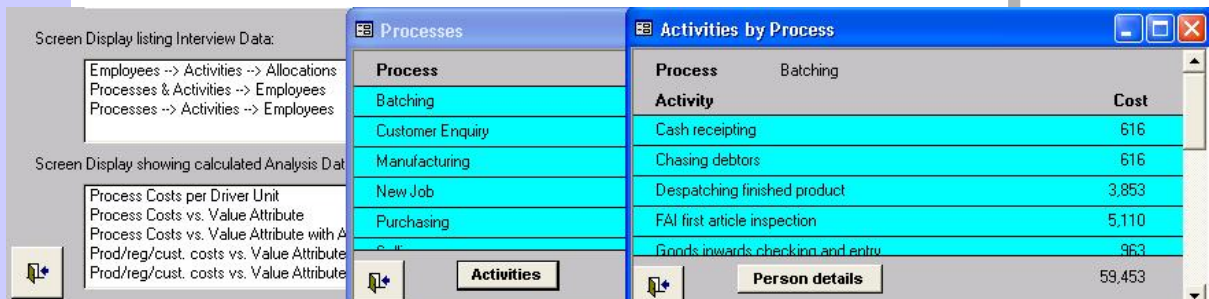 Screen Display listing Interview Data:
Employees --> Activities --> Allocations
Processes & Activities --> Employees
Processes --> Activities --> Employees
Screen Display showing calculated Analysis Dat
Process Costs per Driver Unit
Process Costs vs. Value Attribute
Process Costs vs. Value Attribute with A
Prod/reg/cust. costs vs. Value Attribute
Prod/reg/cust. costs vs. Value Attribute
Processes
Process
Batching
Customer Enquiry
Manufacturing
New Job
Purchasing
Activities
Activities by Process
Process Batching
Activity Cost
Cash receipting 616
Chasing debtors 616
Despatching finished product 3,853
FAI first article inspection 5,110
Goods inwards checking and entry 963
Person details 59,453